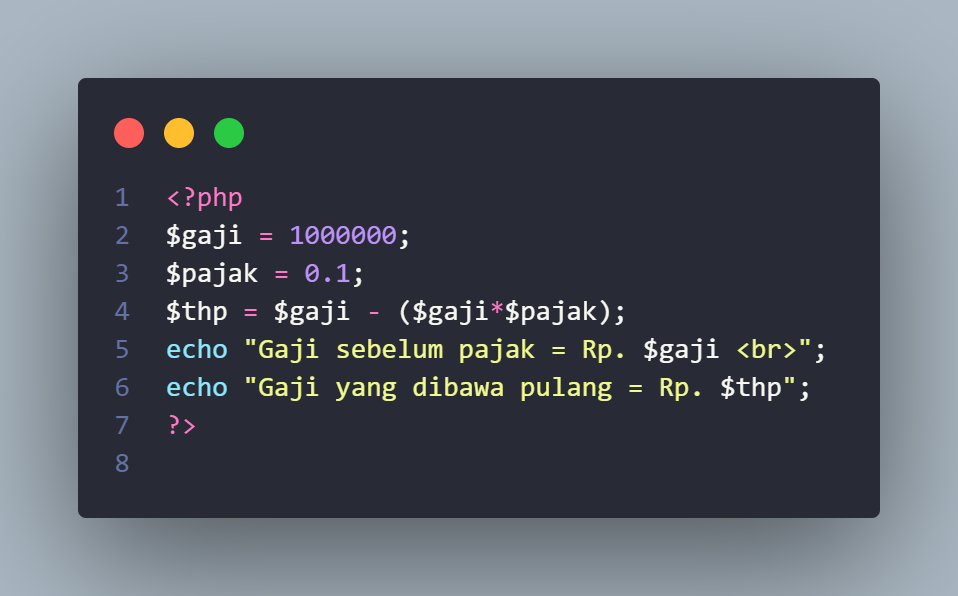 1 <?php
2 $gaji = 1000000;
3 $pajak = 0.1;
4 $thp = $gaji - ($gaji*$pajak);
5 echo "Gaji sebelum pajak = Rp. $gaji <br>";
6 echo "Gaji yang dibawa pulang = Rp. $thp";
7 ?>
8